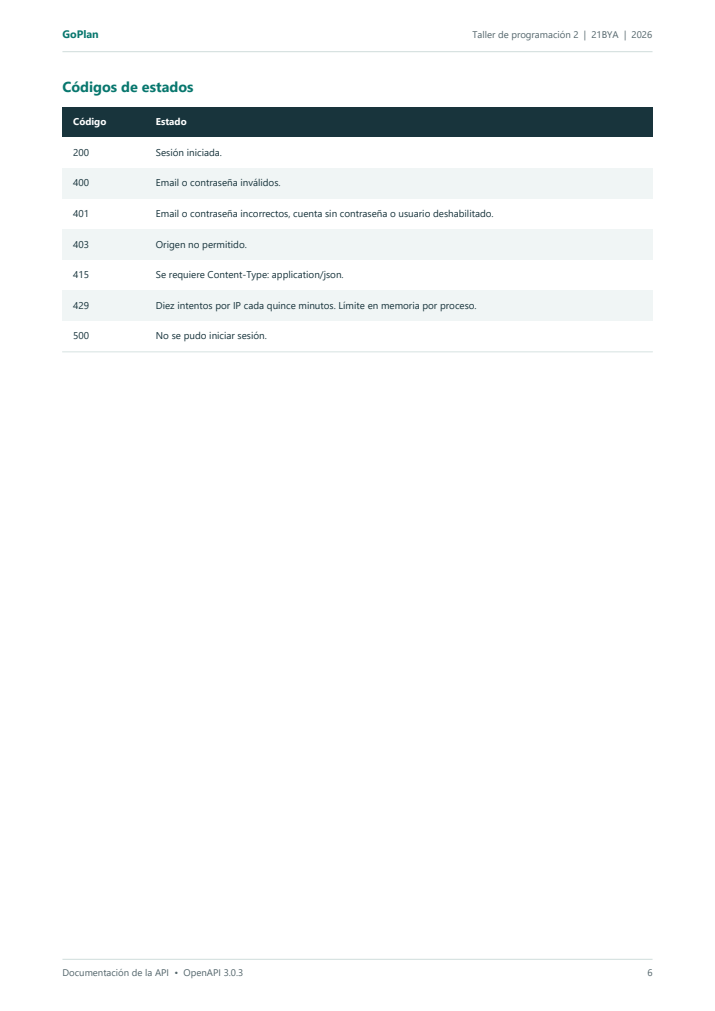 GoPlan
Taller de programación 2 | 21BYA | 2026
Códigos de estados
Código Estado
200 Sesión iniciada.
400 Email o contraseña inválidos.
401 Email o contraseña incorrectos, cuenta sin contraseña o usuario deshabilitado.
403 Origen no permitido.
415 Se requiere Content-Type: application/json.
429 Diez intentos por IP cada quince minutos. Límite en memoria por proceso.
500 No se pudo iniciar sesión.
Documentación de la API • OpenAPI 3.0.3
6